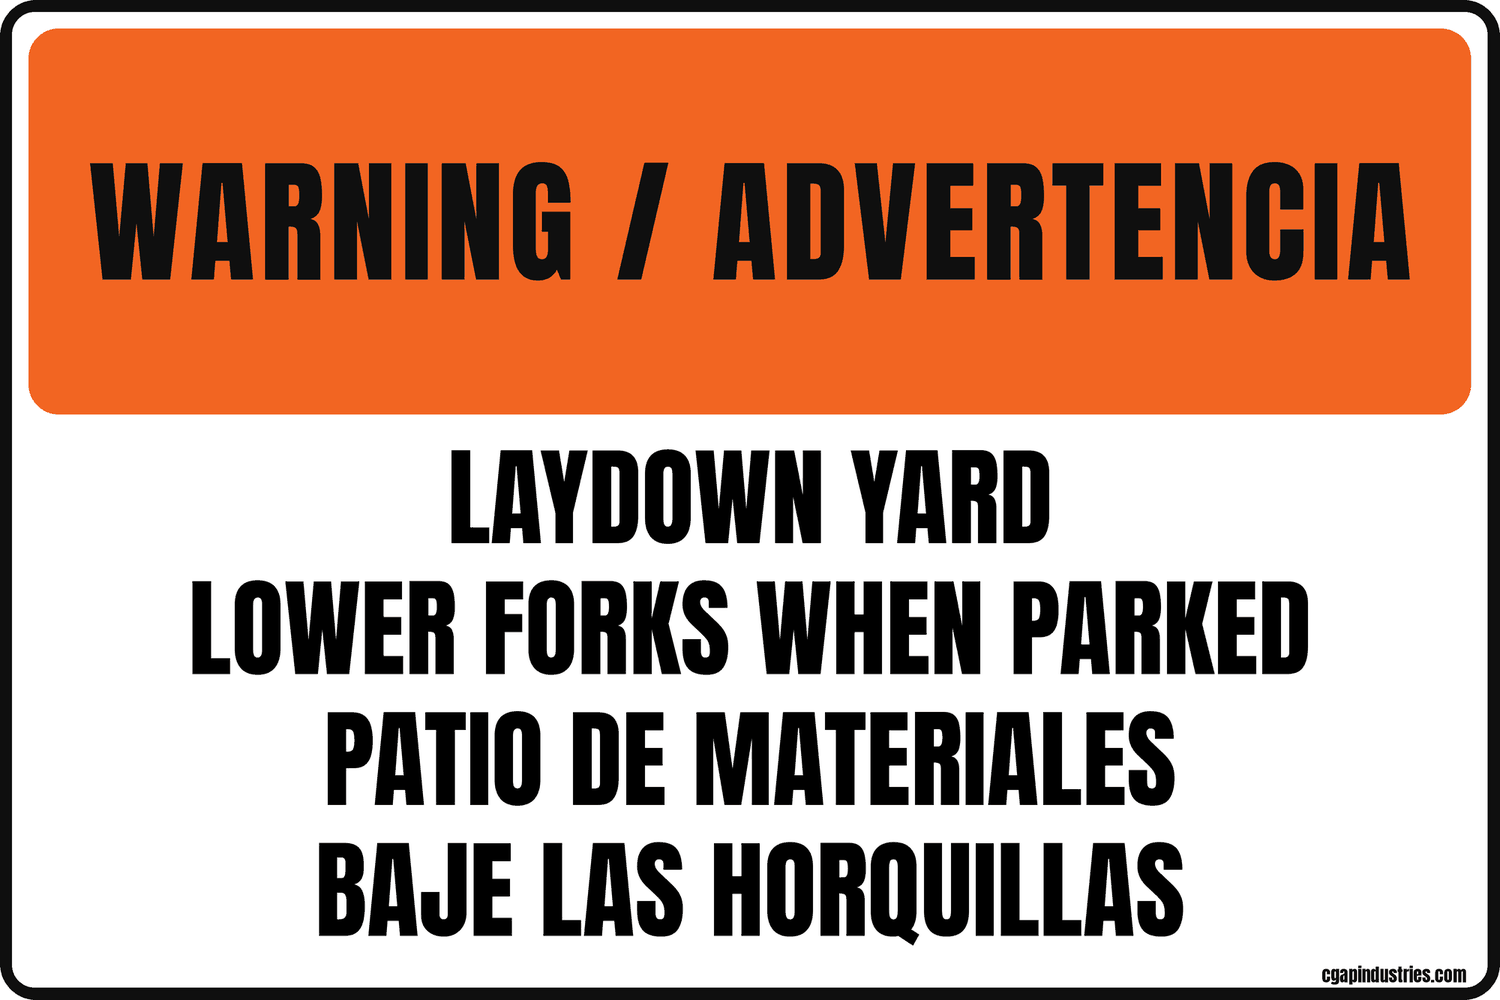 WARNING / ADVERTENCIA
LAYDOWN YARD
LOWER FORKS WHEN PARKED
PATIO DE MATERIALES
BAJE LAS HORQUILLAS
cgapindustries.com